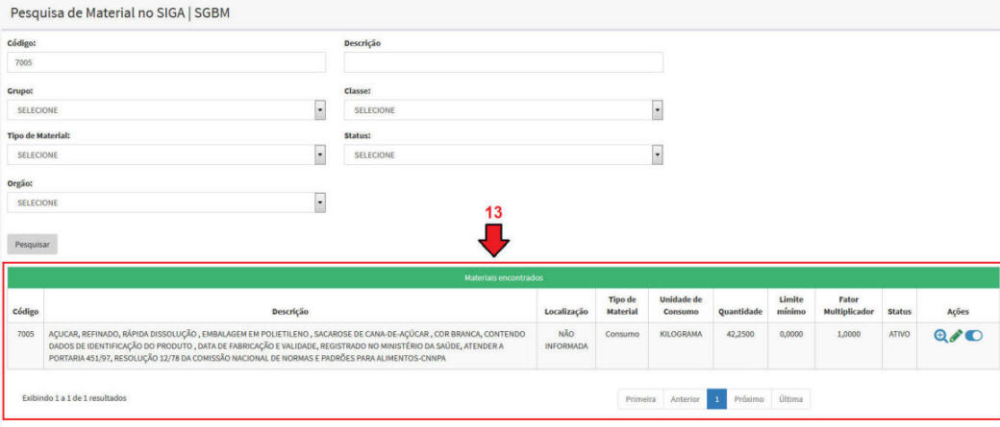 Pesquisa de Material no SIGA | SGBM
Código:
Descrição
7005
Grupo:
Classe:
SELECIONE
SELECIONE
Tipo de Material:
Status:
SELECIONE
SELECIONE
Orgão:
SELECIONE
13
Pesquisar
Materiais encontrados
Código Descrição Localização Tipo de Material Unidade de Consumo Quantidade Limite mínimo Fator Multiplicador Status Ações
7005 AÇUCAR, REFINADO, RÁPIDA DISSOLUÇÃO , EMBALAGEM EM POLIETILENO , SACAROSE DE CANA-DE-AÇÚCAR , COR BRANCA, CONTENDO
DADOS DE IDENTIFICAÇÃO DO PRODUTO , DATA DE FABRICAÇÃO E VALIDADE, REGISTRADO NO MINISTÉRIO DA SAÚDE, ATENDER A
PORTARIA 451/97, RESOLUÇÃO 12/78 DA COMISSÃO NACIONAL DE NORMAS E PADRÕES PARA ALIMENTOS-CNNPA
NÃO
INFORMADA
Consumo KILOGRAMA 42,2500 0,0000 1,0000 ATIVO
Exibindo 1 a 1 de 1 resultados
Primeira Anterior 1 Próximo Última